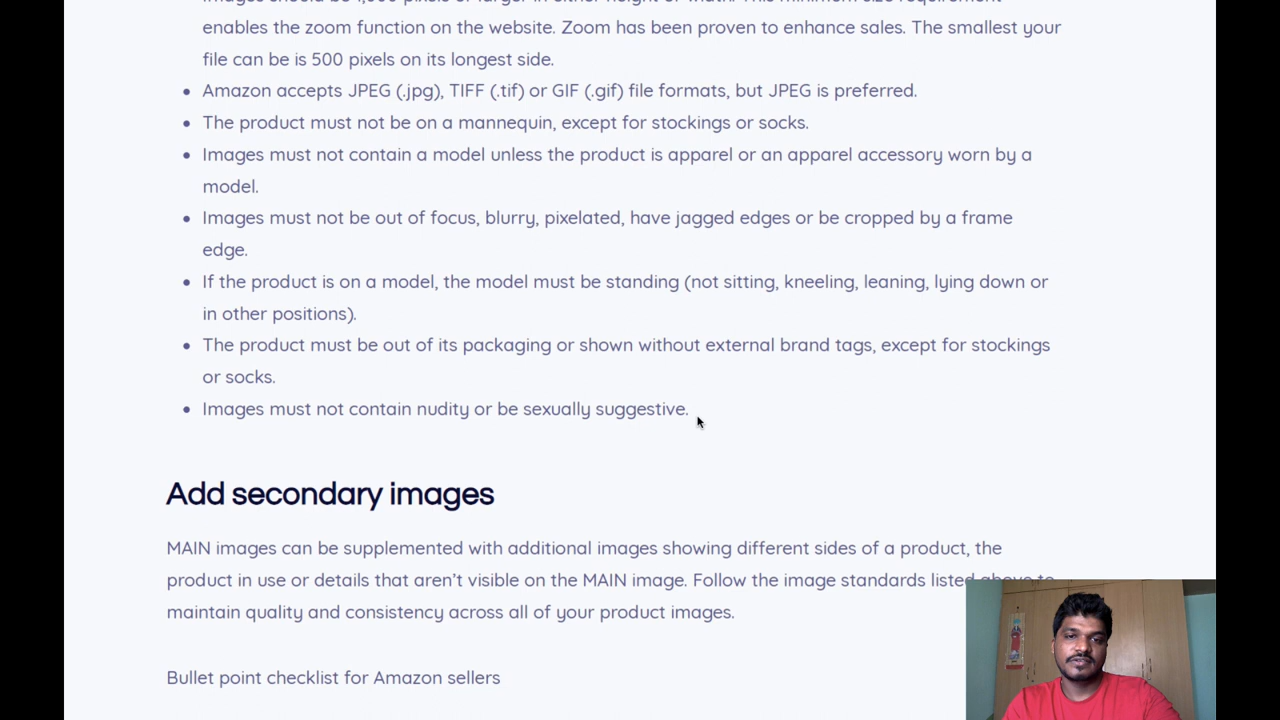 enables the zoom function on the website. Zoom has been proven to enhance sales. The smallest your
file can be is 500 pixels on its longest side.
Amazon accepts JPEG (.jpg), TIFF (.tif) or GIF (.gif) file formats, but JPEG is preferred.
The product must not be on a mannequin, except for stockings or socks.
Images must not contain a model unless the product is apparel or an apparel accessory worn by a
model.
Images must not be out of focus, blurry, pixelated, have jagged edges or be cropped by a frame
edge.
If the product is on a model, the model must be standing (not sitting, kneeling, leaning, lying down or
in other positions).
The product must be out of its packaging or shown without external brand tags, except for stockings
or socks.
Images must not contain nudity or be sexually suggestive.
Add secondary images
MAIN images can be supplemented with additional images showing different sides of a product, the
product in use or details that aren’t visible on the MAIN image. Follow the image standards listed above to
maintain quality and consistency across all of your product images.
Bullet point checklist for Amazon sellers